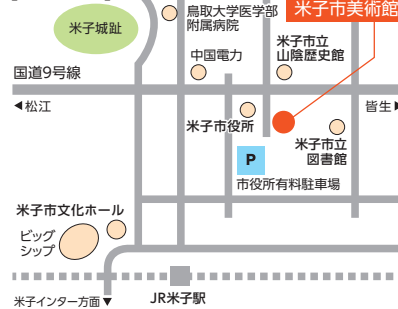 鳥取大学医学部
附属病院
米子市美術館
米子城趾
中国電力
米子市立
山陰歴史館
国道9号線
◀松江
皆生▶
米子市役所
米子市立
図書館
P
市役所有料駐車場
米子市文化ホール
ビッグ
シップ
米子インター方面▼
JR米子駅